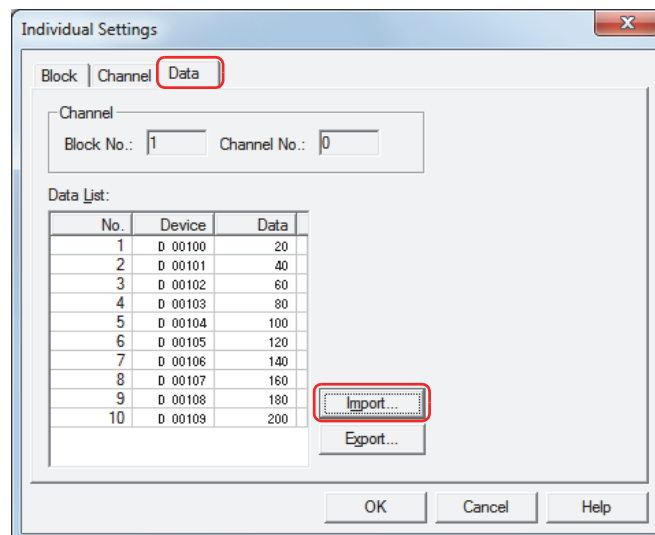 Individual Settings
x
Block Channel Data
Channel
Block No.: 1 Channel No.: 0
Data List:
No. Device Data
1 D 00100 20
2 D 00101 40
3 D 00102 60
4 D 00103 80
5 D 00104 100
6 D 00105 120
7 D 00106 140
8 D 00107 160
9 D 00108 180
10 D 00109 200
Import...
Export...
OK Cancel Help